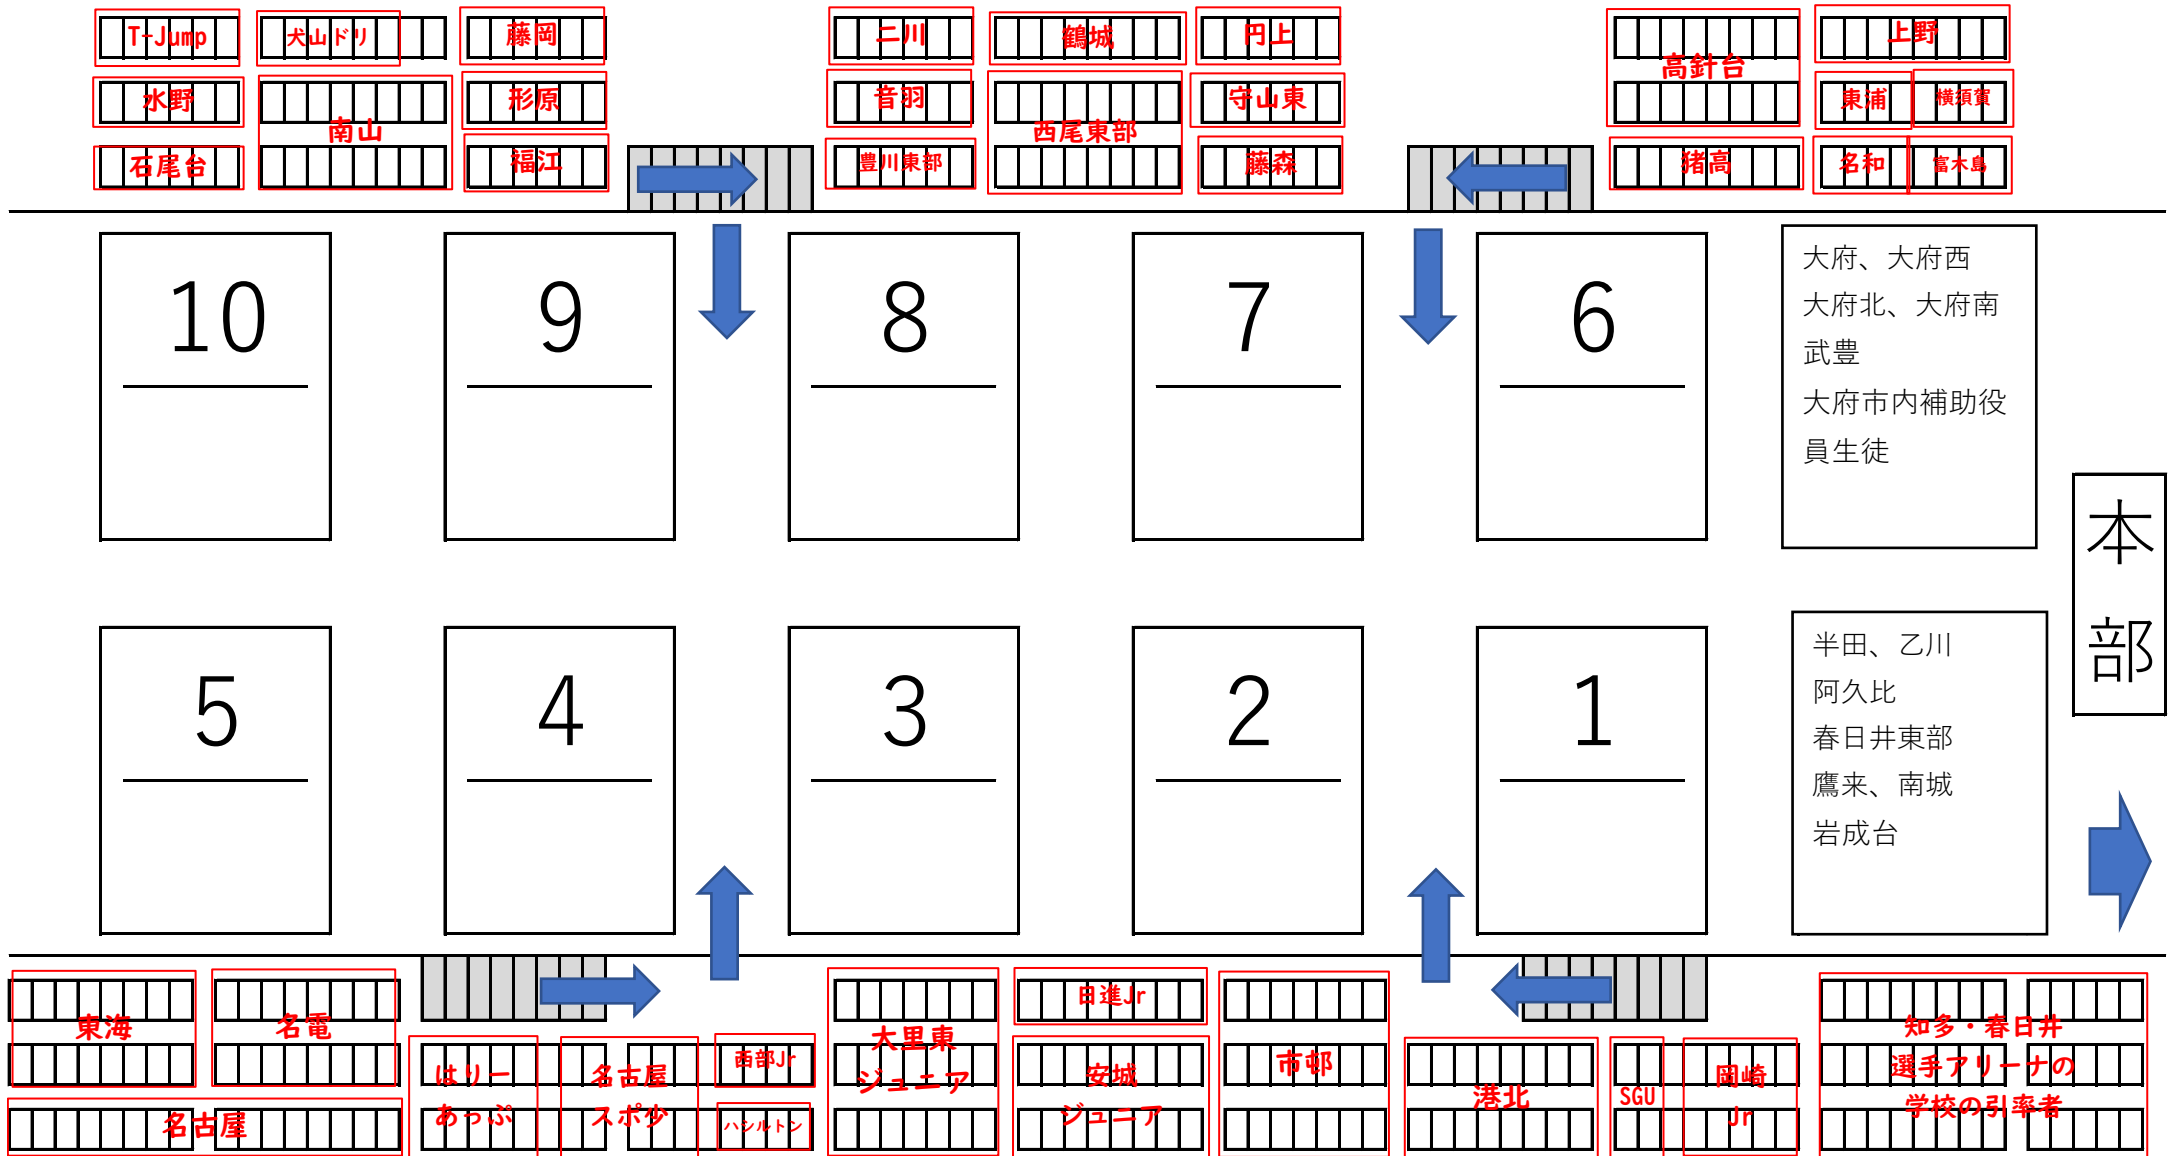 T-Jump
犬山ドリ
藤岡
二川
鶴城
円上
高針台
上野
水野
南山
形原
音羽
西尾東部
守山東
東浦
横須賀
石尾台
福江
豊川東部
藤森
猪高
名和
富木島
10
9
8
7
6
大府、大府西
大府北、大府南
武豊
大府市内補助役
員生徒
本部
5
4
3
2
1
半田、乙川
阿久比
春日井東部
鷹来、南城
岩成台
東海
名電
名古屋
はりー
あっぷ
名古屋
スポ少
西部Jr
ハシルトン
大里東
ジュニア
日進Jr
安城
ジュニア
市邨
港北
SGU
岡崎
Jr
知多・春日井
選手アリーナの
学校の引率者